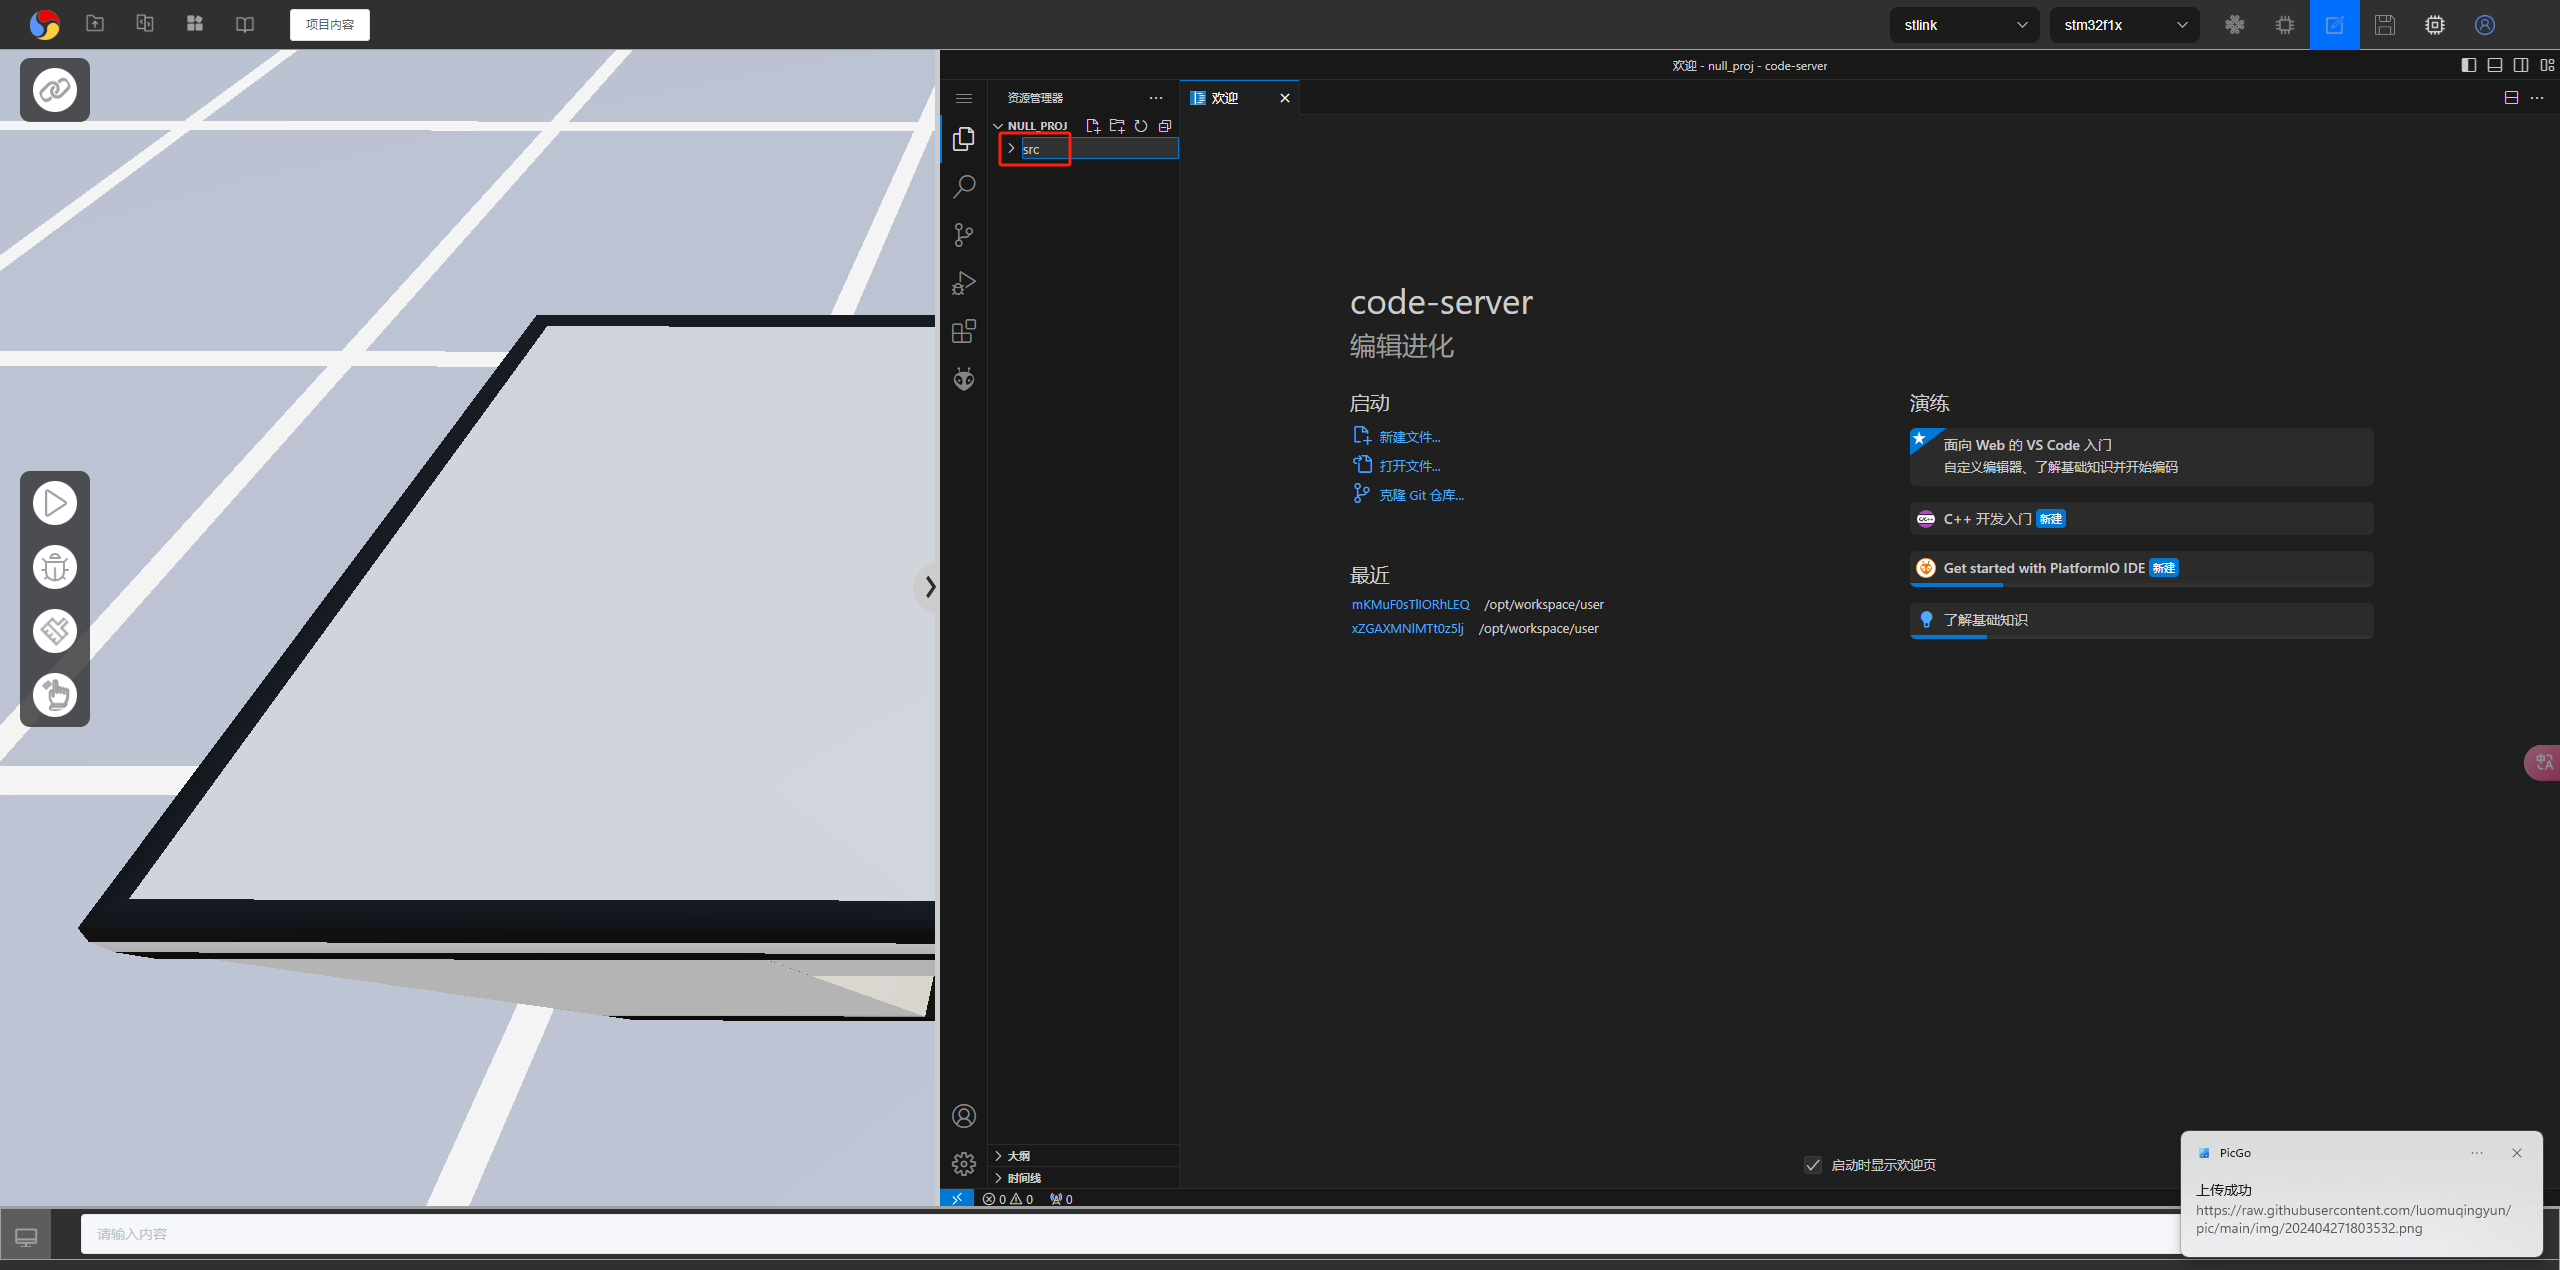 项目内容
stlink
stm32f1x
欢迎 - null_proj - code-server
资源管理器
欢迎
NULL_PROJ
src
code-server
编辑进化
启动
新建文件...
打开文件...
克隆 Git 仓库...
最近
mKMuF0sTlIORhLEQ /opt/workspace/user
xZGAXMNlMTt0z5lj /opt/workspace/user
演练
面向 Web 的 VS Code 入门
自定义编辑器、了解基础知识并开始编码
C/C++
C++ 开发入门 新建
Get started with PlatformIO IDE 新建
了解基础知识
中A
大纲
时间线
启动时显示欢迎页
0 0 0
请输入内容
PicGo
上传成功
https://raw.githubusercontent.com/luomuqingyun/
pic/main/img/202404271803532.png